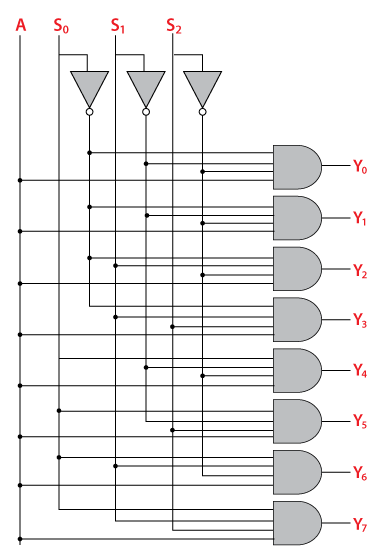 A S₀ S₁ S₂
Y₀
Y₁
Y₂
Y₃
Y₄
Y₅
Y₆
Y₇